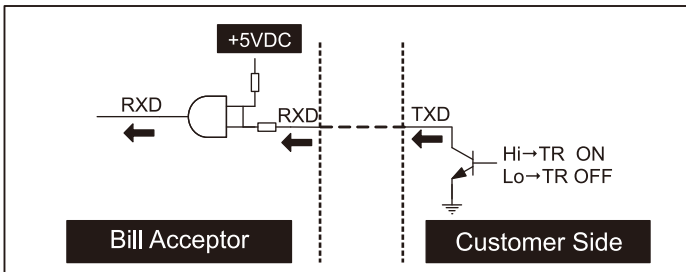 +5VDC
RXD
RXD
TXD
Hi→TR ON
Lo→TR OFF
Bill Acceptor
Customer Side